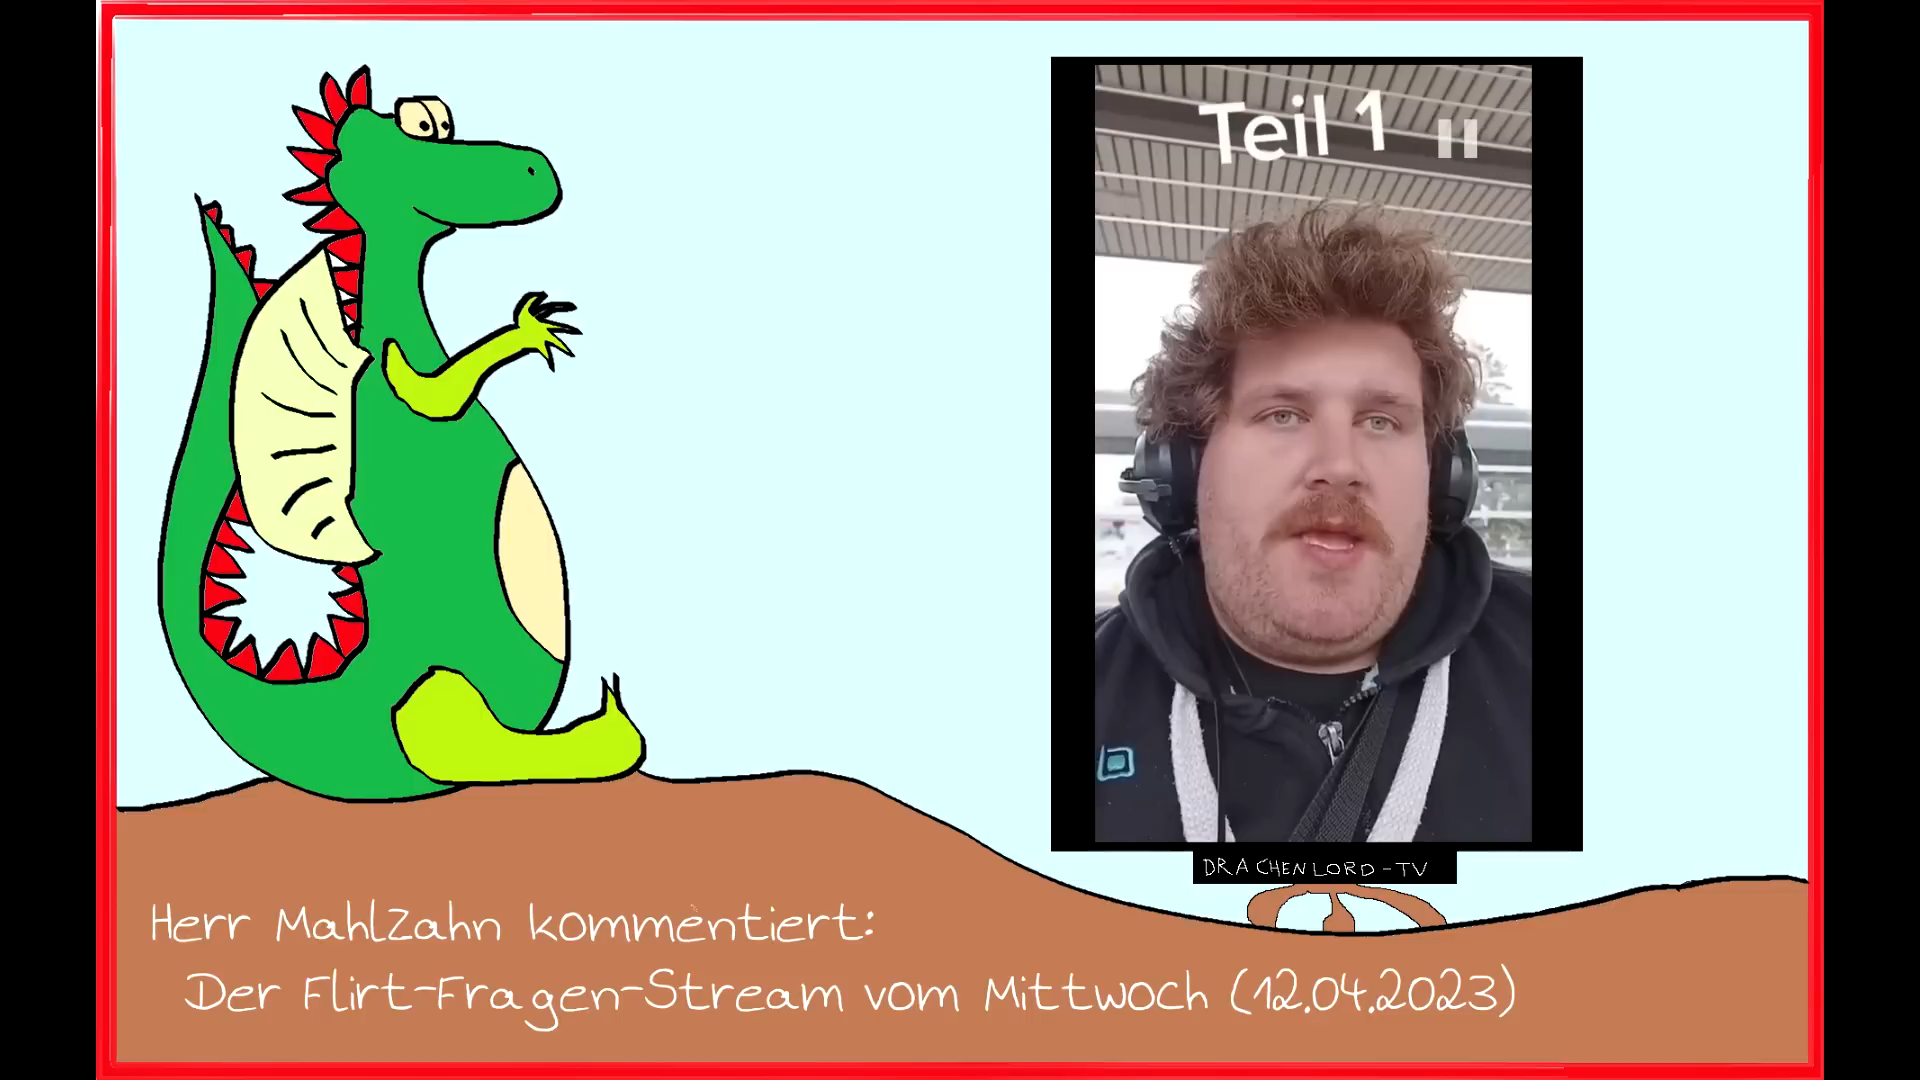 Teil 1
DRACHENLORD-TV
Herr Mahlzahn kommentiert:
Der Flirt-Fragen-Stream vom Mittwoch (12.04.2023)